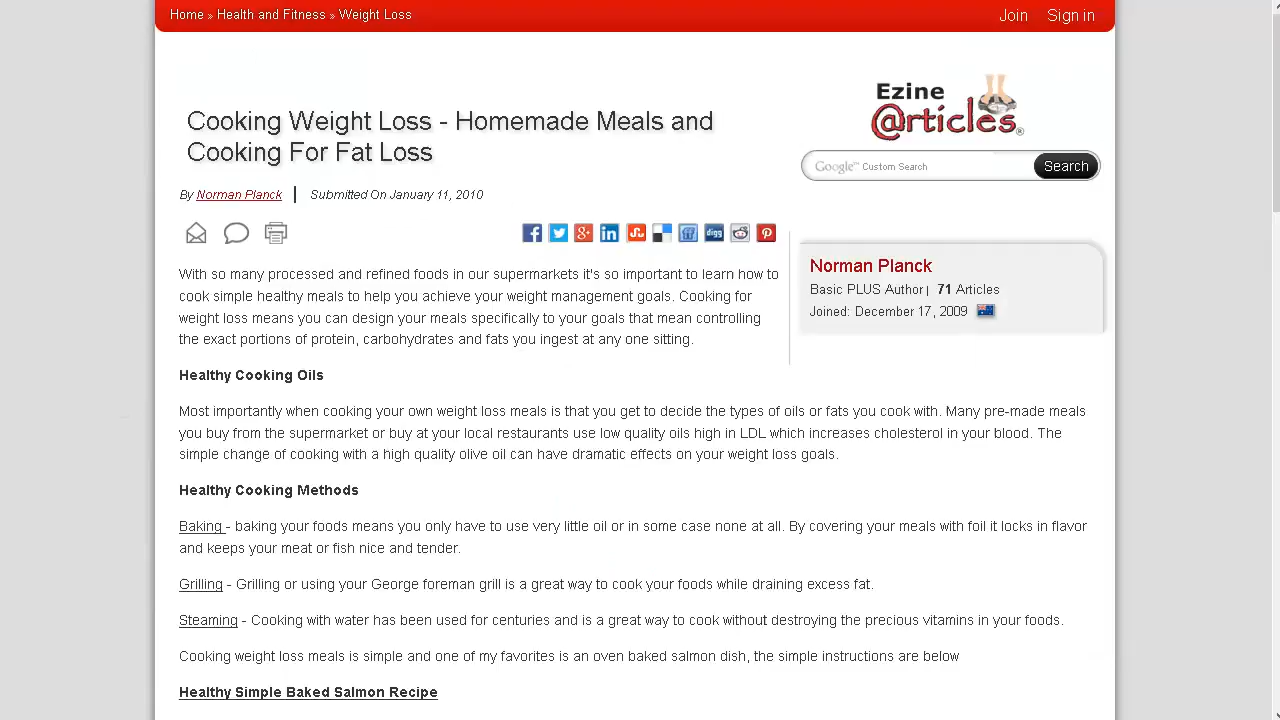 Home » Health and Fitness » Weight Loss
Join Sign in
Ezine
@rticles®
Cooking Weight Loss - Homemade Meals and
Cooking For Fat Loss
Google™ Custom Search
Search
By Norman Planck | Submitted On January 11, 2010
digg
Norman Planck
Basic PLUS Author | 71 Articles
Joined: December 17, 2009
With so many processed and refined foods in our supermarkets it's so important to learn how to
cook simple healthy meals to help you achieve your weight management goals. Cooking for
weight loss means you can design your meals specifically to your goals that mean controlling
the exact portions of protein, carbohydrates and fats you ingest at any one sitting.
Healthy Cooking Oils
Most importantly when cooking your own weight loss meals is that you get to decide the types of oils or fats you cook with. Many pre-made meals
you buy from the supermarket or buy at your local restaurants use low quality oils high in LDL which increases cholesterol in your blood. The
simple change of cooking with a high quality olive oil can have dramatic effects on your weight loss goals.
Healthy Cooking Methods
Baking - baking your foods means you only have to use very little oil or in some case none at all. By covering your meals with foil it locks in flavor
and keeps your meat or fish nice and tender.
Grilling - Grilling or using your George foreman grill is a great way to cook your foods while draining excess fat.
Steaming - Cooking with water has been used for centuries and is a great way to cook without destroying the precious vitamins in your foods.
Cooking weight loss meals is simple and one of my favorites is an oven baked salmon dish, the simple instructions are below
Healthy Simple Baked Salmon Recipe